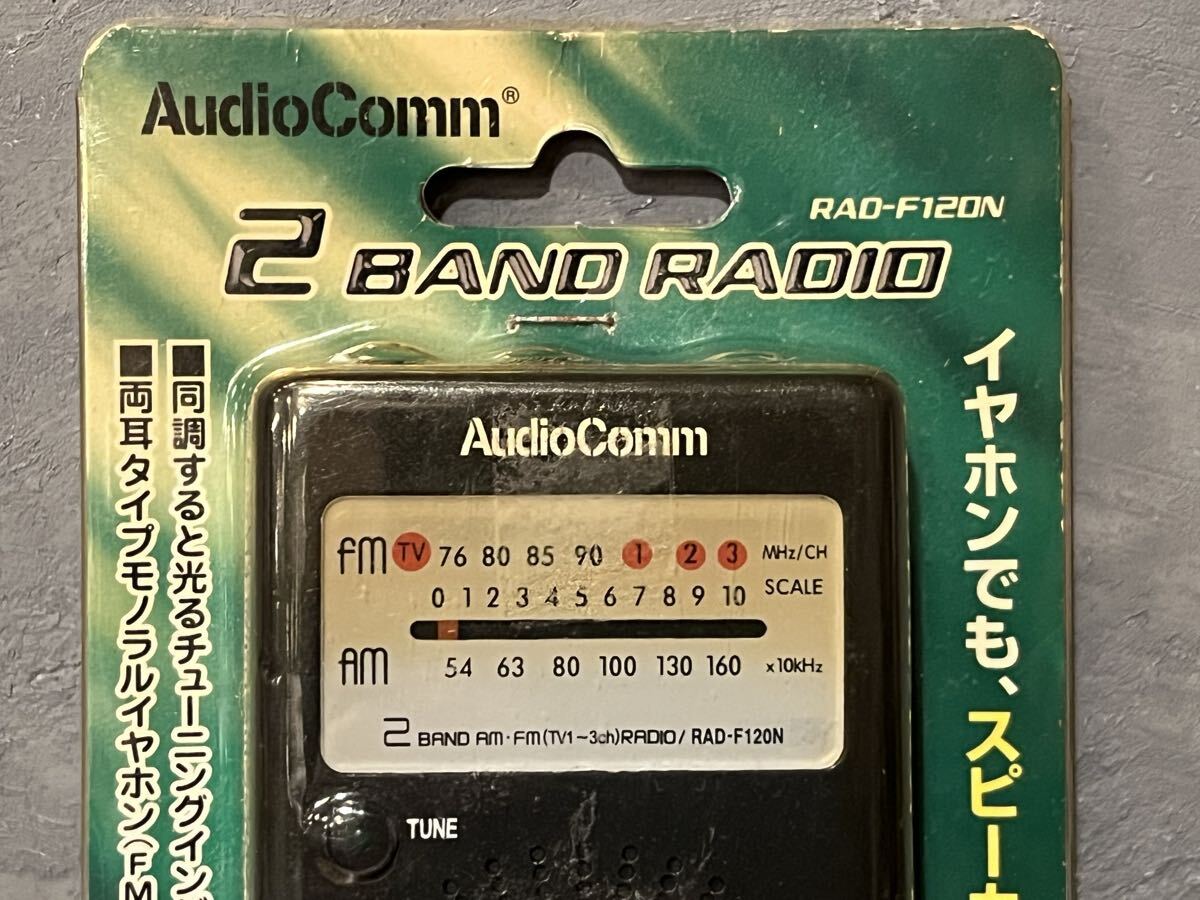 AudioComm®
RAD-F120N
2 BAND RADIO
イヤホンでも、スピー
■同調すると光るチューニングイン
■両耳タイプモノラルイヤホン(FM
AudioComm
FM TV 76 80 85 90 1 2 3 MHz/CH
0 1 2 3 4 5 6 7 8 9 10 SCALE
AM 54 63 80 100 130 160 x10kHz
2 BAND AM·FM(TV1~3ch)RADIO/ RAD-F120N
TUNE